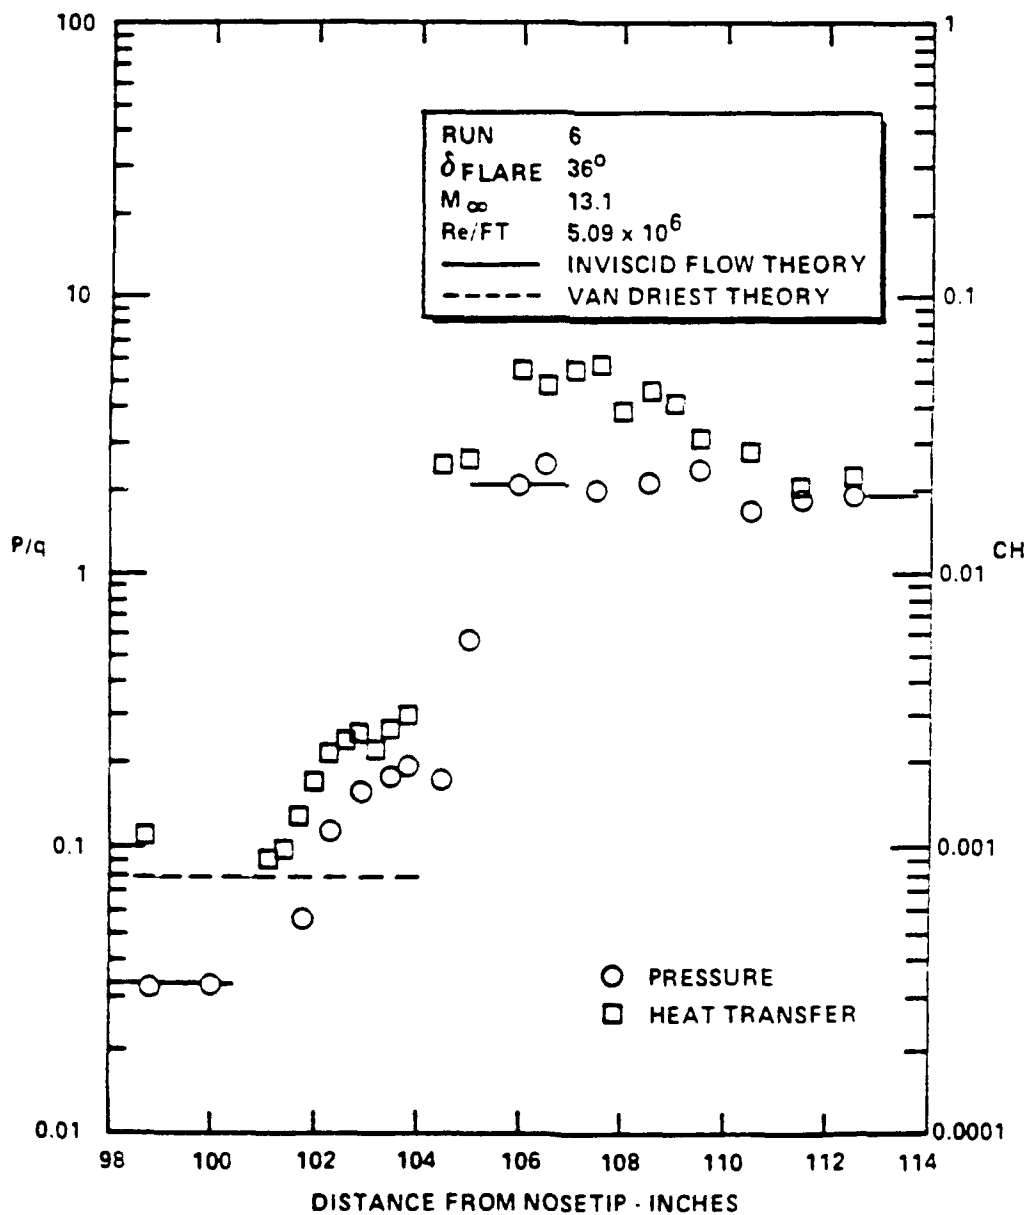 100
10
P/q
1
0.1
0.01
1
0.1
CH
0.01
0.001
0.0001
RUN 6
δ FLARE 36°
M∞ 13.1
Re/FT 5.09 x 10⁶
INVISCID FLOW THEORY
VAN DRIEST THEORY
PRESSURE
HEAT TRANSFER
98 100 102 104 106 108 110 112 114
DISTANCE FROM NOSETIP - INCHES